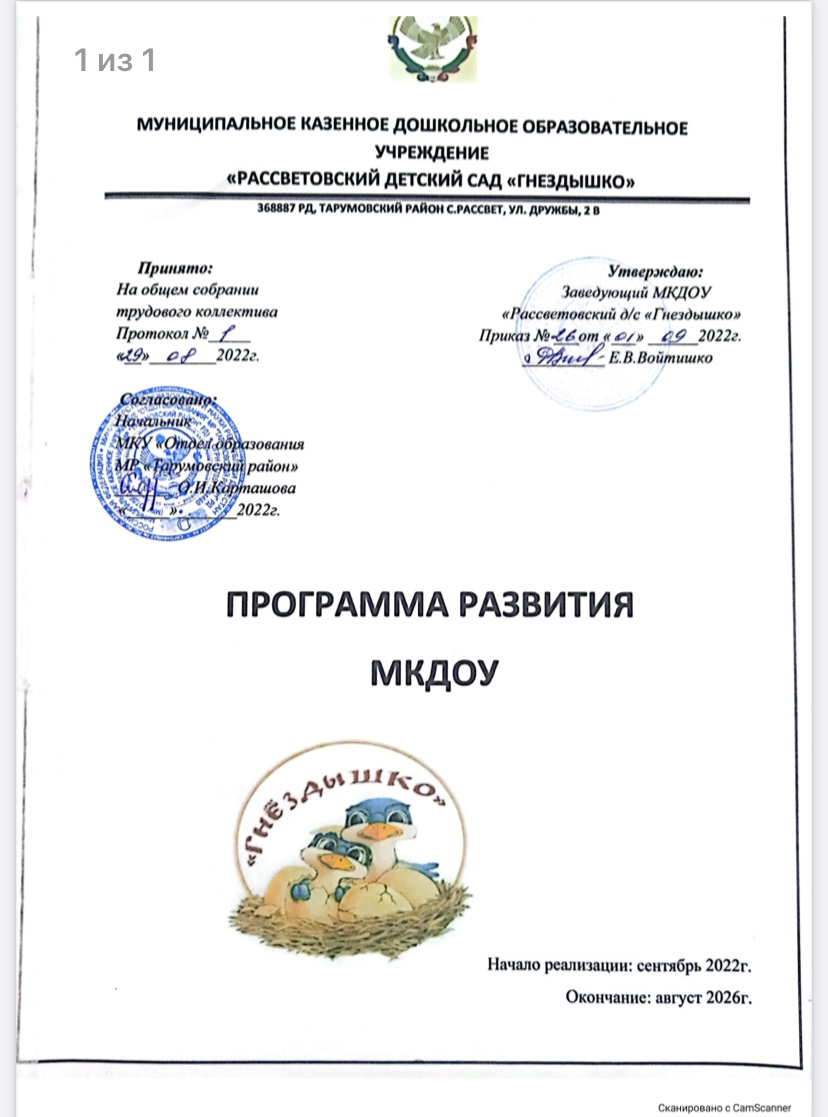 1 из 1
МУНИЦИПАЛЬНОЕ КАЗЕННОЕ ДОШКОЛЬНОЕ ОБРАЗОВАТЕЛЬНОЕ
УЧРЕЖДЕНИЕ
«РАССВЕТОВСКИЙ ДЕТСКИЙ САД «ГНЕЗДЫШКО»
368887 РД, ТАРУМОВСКИЙ РАЙОН С.РАССВЕТ, УЛ. ДРУЖБЫ, 2 В
Принято:
На общем собрании
трудового коллектива
Протокол № 1
«29» 08 2022г.
Утверждаю:
Заведующий МКДОУ
«Рассветовский д/с «Гнездышко»
Приказ № 26 от «01» 09 2022г.
Е.В.Войтишко
Согласовано:
Начальник
МКУ «Отдел образования
МР «Тарумовский район»
О.И.Карташова
«____»________2022г.
ПРОГРАММА РАЗВИТИЯ
МКДОУ
«ГНЁЗДЫШКО»
Начало реализации: сентябрь 2022г.
Окончание: август 2026г.
Сканировано с CamScanner